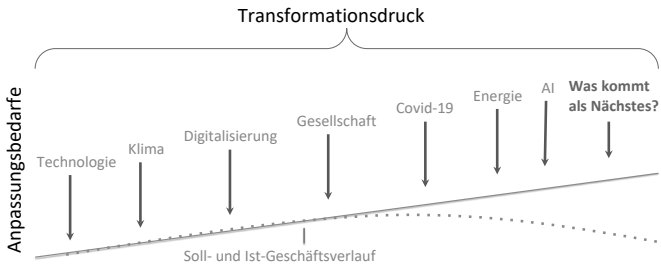 Transformationsdruck
Anpassungsbedarfe
Technologie
Klima
Digitalisierung
Gesellschaft
Covid-19
Energie
AI
Was kommt
als Nächstes?
Soll- und Ist-Geschäftsverlauf